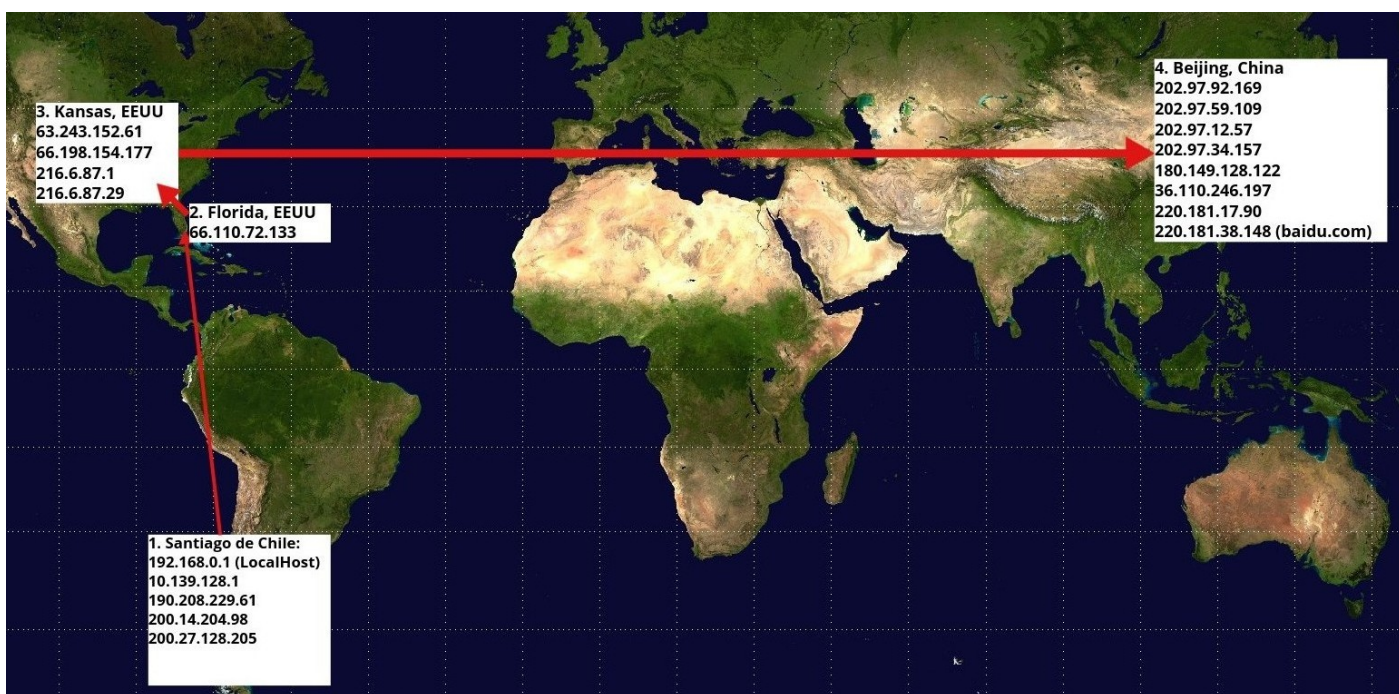 1. Santiago de Chile:
192.168.0.1 (LocalHost)
10.139.128.1
190.208.229.61
200.14.204.98
200.27.128.205
2. Florida, EEUU
66.110.72.133
3. Kansas, EEUU
63.243.152.61
66.198.154.177
216.6.87.1
216.6.87.29
4. Beijing, China
202.97.92.169
202.97.59.109
202.97.12.57
202.97.34.157
180.149.128.122
36.110.246.197
220.181.17.90
220.181.38.148 (baidu.com)